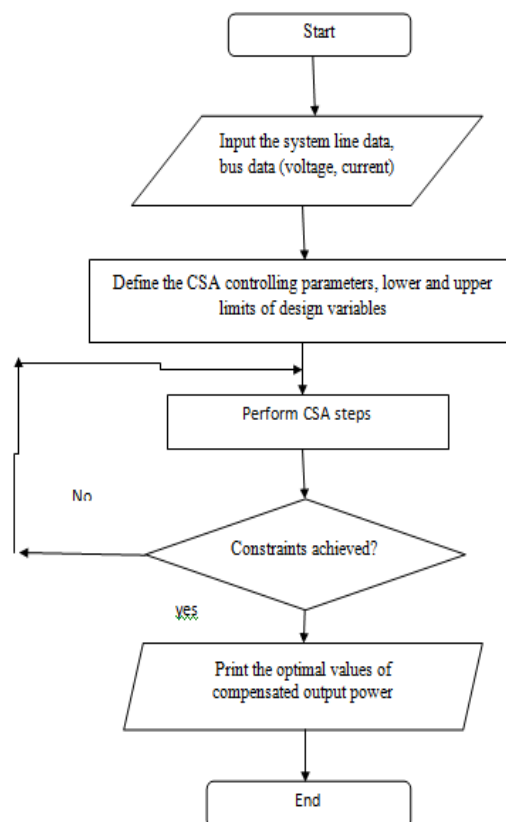 Start
Input the system line data,
bus data (voltage, current)
Define the CSA controlling parameters, lower and upper
limits of design variables
Perform CSA steps
No
Constraints achieved?
yes
Print the optimal values of
compensated output power
End